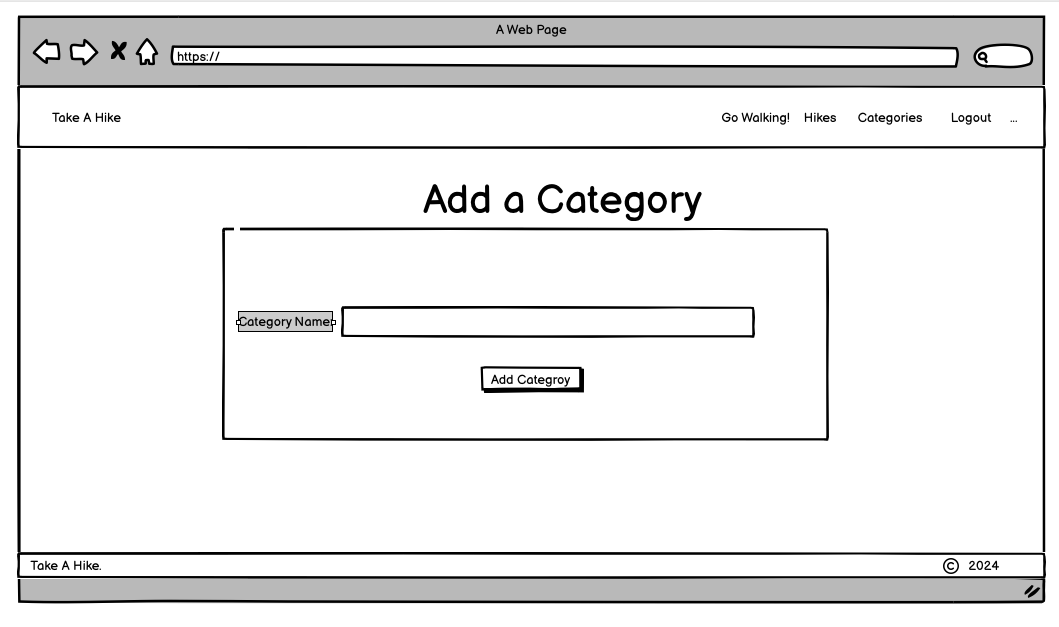 A Web Page
https://
Take A Hike Go Walking! Hikes Categories Logout ...
Add a Category
Category Name
Add Categroy
Take A Hike. © 2024